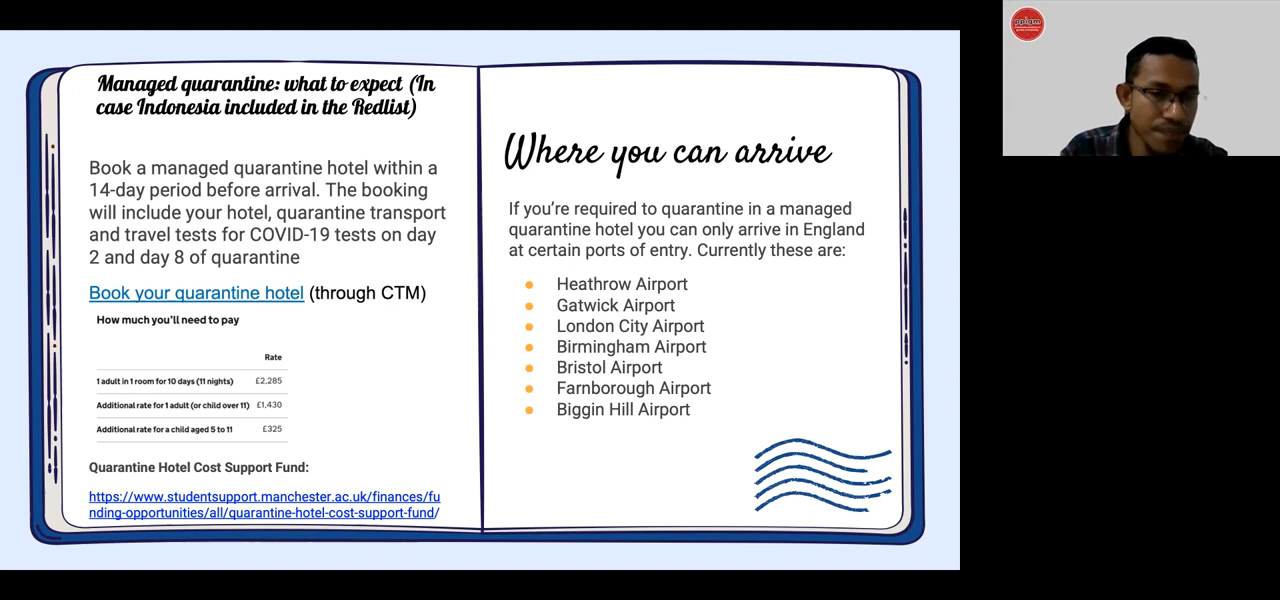 Managed quarantine: what to expect (In
case Indonesia included in the Redlist)
Book a managed quarantine hotel within a
14-day period before arrival. The booking
will include your hotel, quarantine transport
and travel tests for COVID-19 tests on day
2 and day 8 of quarantine
Book your quarantine hotel (through CTM)
How much you'll need to pay
Rate
1 adult in 1 room for 10 days (11 nights) £2,285
Additional rate for 1 adult (or child over 11) £1,430
Additional rate for a child aged 5 to 11 £325
Quarantine Hotel Cost Support Fund:
https://www.studentsupport.manchester.ac.uk/finances/fu
nding-opportunities/all/quarantine-hotel-cost-support-fund/
Where you can arrive
If you're required to quarantine in a managed
quarantine hotel you can only arrive in England
at certain ports of entry. Currently these are:
Heathrow Airport
Gatwick Airport
London City Airport
Birmingham Airport
Bristol Airport
Farnborough Airport
Biggin Hill Airport
ppigm